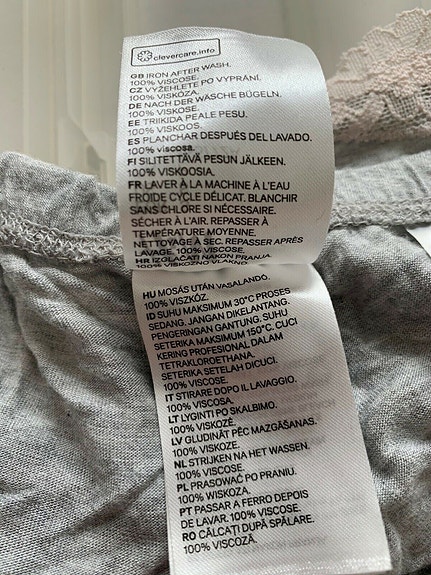 clevercare.info
GB IRON AFTER WASH.
100% VISCOSE.
CZ VYŽEHLETE PO VYPRÁNÍ.
100% VISKÓZA.
DE NACH DER WÄSCHE BÜGELN.
100% VISKOSE.
EE TRIIKIDA PEALE PESU.
100% VISKOOS.
ES PLANCHAR DESPUÉS DEL LAVADO.
100% viscosa.
FI SILITETTÄVÄ PESUN JÄLKEEN.
100% VISKOOSIA.
FR LAVER À LA MACHINE À L'EAU
FROIDE CYCLE DÉLICAT. BLANCHIR
SANS CHLORE SI NÉCESSAIRE.
SÉCHER À L'AIR. REPASSER À
TEMPÉRATURE MOYENNE.
NETTOYAGE À SEC. REPASSER APRÈS
LAVAGE. 100% VISCOSE.
HR IZGLAČATI NAKON PRANJA.
100% VISKOZNO VLAKNO.
HU MOSÁS UTÁN VASALANDÓ.
100% VISZKÓZ.
ID SUHU MAKSIMUM 30°C PROSES
SEDANG. JANGAN DIKELANTANG.
PENGERINGAN GANTUNG. SUHU
SETERIKA MAKSIMUM 150°C. CUCI
KERING PROFESIONAL DALAM
TETRAKLOROETHANA.
SETERIKA SETELAH DICUCI.
100% VISCOSE.
IT STIRARE DOPO IL LAVAGGIO.
100% VISCOSA.
LT LYGINTI PO SKALBIMO.
100% VISKOZĖ.
LV GLUDINĀT PĒC MAZGĀŠANAS.
100% VISKOZE.
NL STRIJKEN NA HET WASSEN.
100% VISCOSE.
PL PRASOWAĆ PO PRANIU.
100% WISKOZA.
PT PASSAR A FERRO DEPOIS
DE LAVAR. 100% VISCOSE.
RO CĂLCAȚI DUPĂ SPĂLARE.
100% VISCOZĂ.